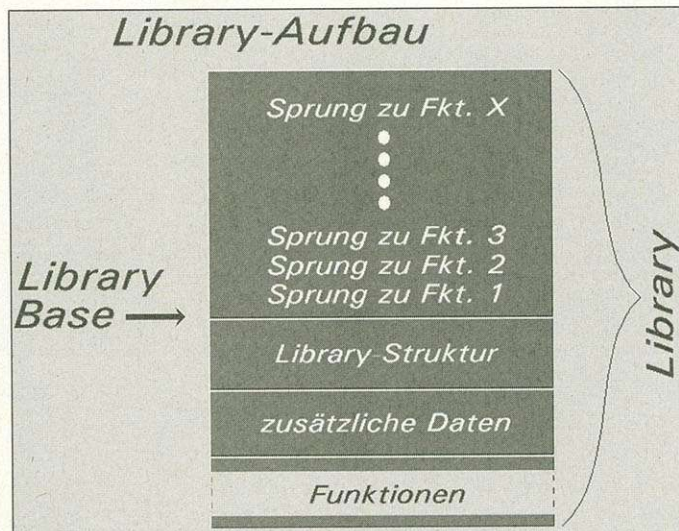 Library-Aufbau
Sprung zu Fkt. X
Sprung zu Fkt. 3
Sprung zu Fkt. 2
Sprung zu Fkt. 1
Library
Base
Library-Struktur
zusätzliche Daten
Funktionen
Library